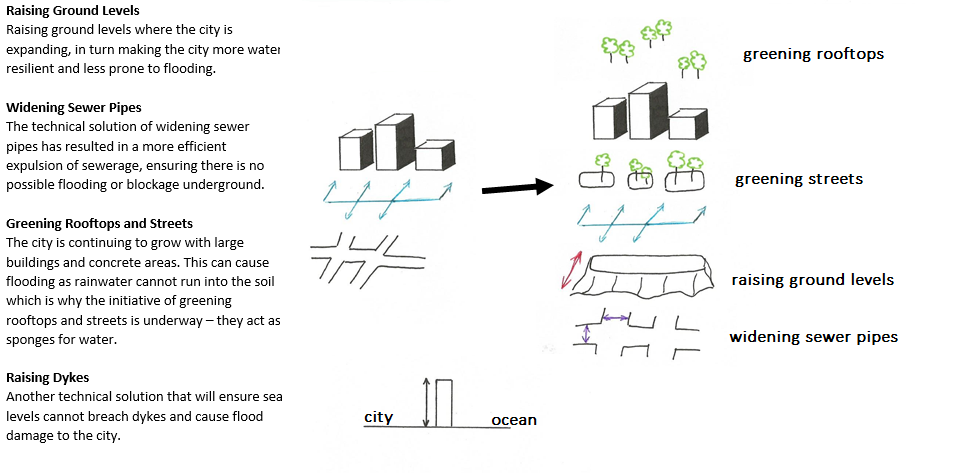 Raising Ground Levels
Raising ground levels where the city is
expanding, in turn making the city more water
resilient and less prone to flooding.
Widening Sewer Pipes
The technical solution of widening sewer
pipes has resulted in a more efficient
expulsion of sewerage, ensuring there is no
possible flooding or blockage underground.
Greening Rooftops and Streets
The city is continuing to grow with large
buildings and concrete areas. This can cause
flooding as rainwater cannot run into the soil
which is why the initiative of greening
rooftops and streets is underway – they act as
sponges for water.
Raising Dykes
Another technical solution that will ensure sea
levels cannot breach dykes and cause flood
damage to the city.
greening rooftops
greening streets
raising ground levels
widening sewer pipes
city
ocean